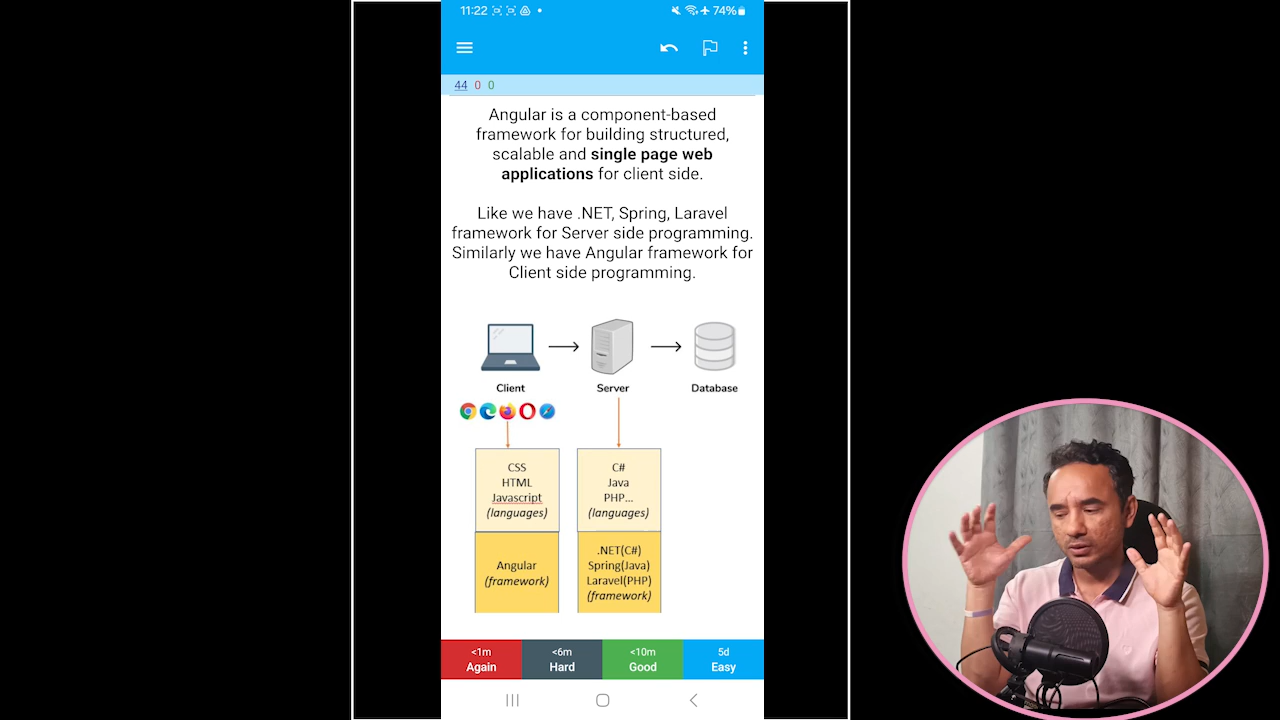 11:22
74%
44 0 0
Angular is a component-based
framework for building structured,
scalable and single page web
applications for client side.
Like we have .NET, Spring, Laravel
framework for Server side programming.
Similarly we have Angular framework for
Client side programming.
Client
Server
Database
CSS
HTML
Javascript
(languages)
C#
Java
PHP...
(languages)
Angular
(framework)
.NET(C#)
Spring(Java)
Laravel(PHP)
(framework)
<1m
Again
<6m
Hard
<10m
Good
5d
Easy